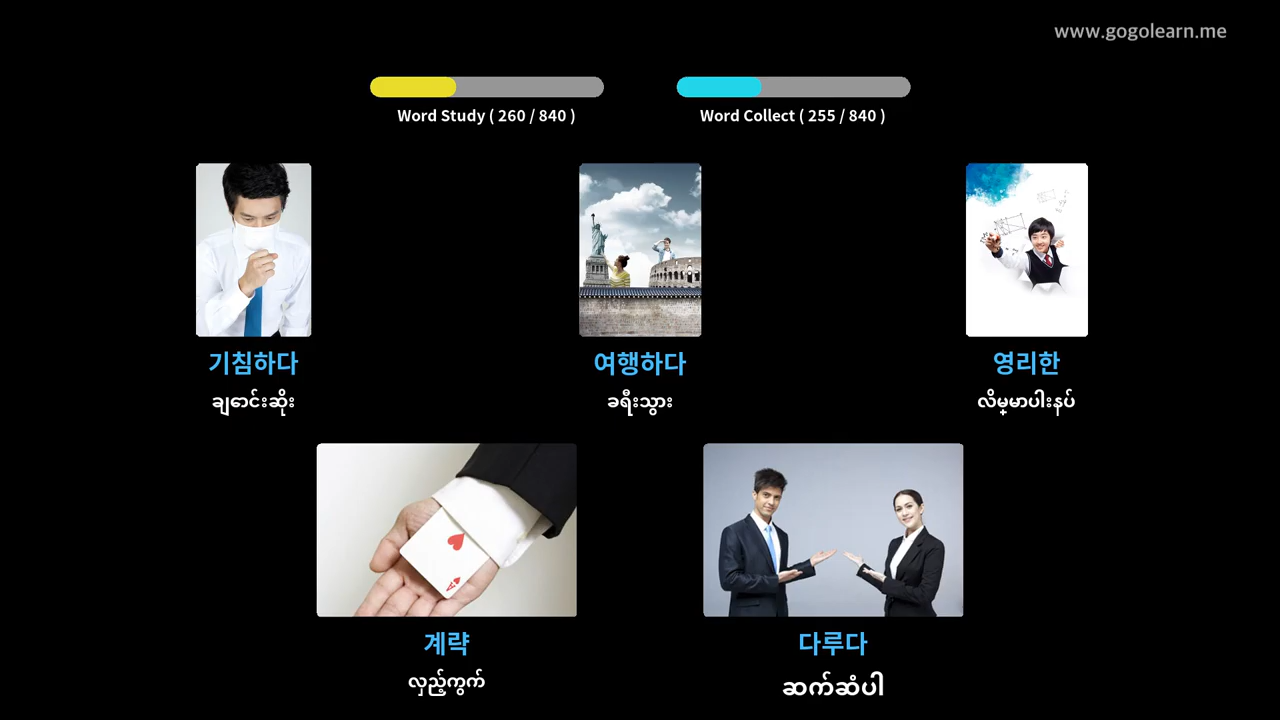 www.gogolearn.me
Word Study ( 260 / 840 )
Word Collect ( 255 / 840 )
기침하다
여행하다
영리한
ချောင်းဆိုး
ခရီးသွား
လိမ္မာပါးနပ်
계략
다루다
လှည့်ကွက်
ဆက်ဆံပါ